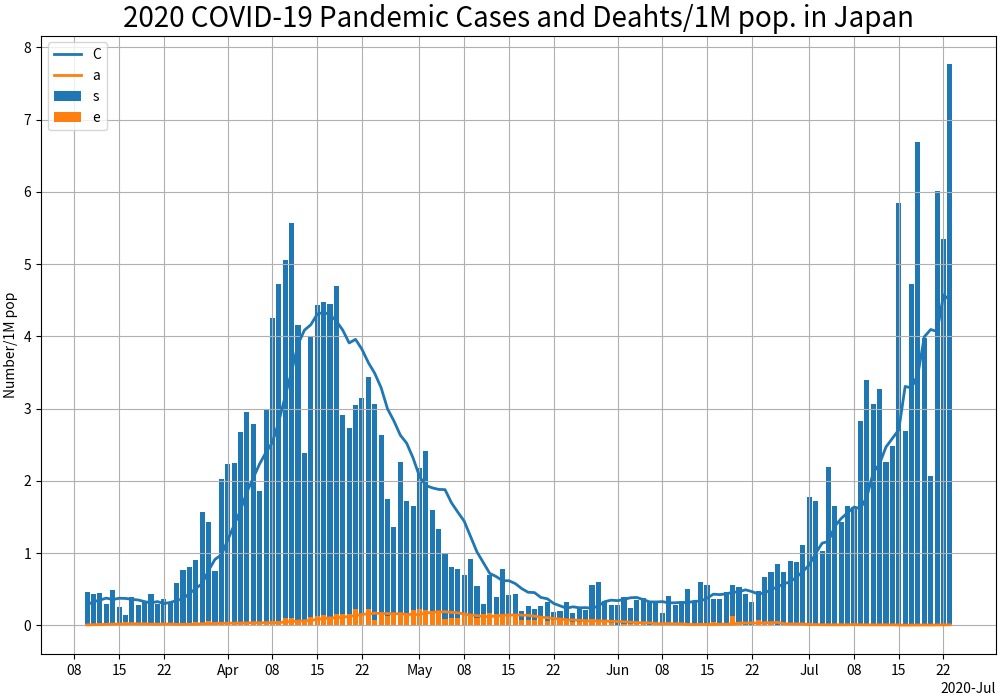 2020 COVID-19 Pandemic Cases and Deahts/1M pop. in Japan
8
7
6
5
4
3
2
1
0
Number/1M pop
C
a
s
e
08 15 22 Apr 08 15 22 May 08 15 22 Jun 08 15 22 Jul 08 15 22
2020-Jul